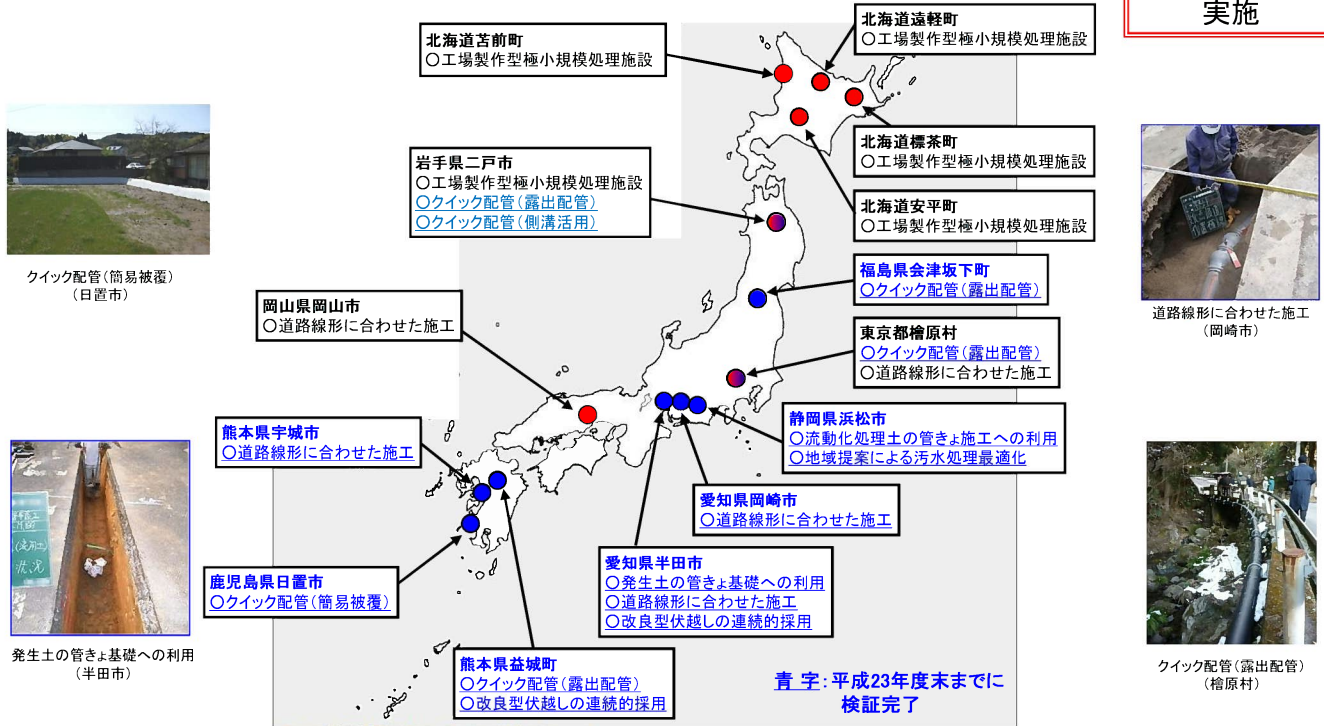 実施
北海道苫前町
○工場製作型極小規模処理施設
北海道遠軽町
○工場製作型極小規模処理施設
北海道標茶町
○工場製作型極小規模処理施設
北海道安平町
○工場製作型極小規模処理施設
岩手県二戸市
○工場製作型極小規模処理施設
○クイック配管(露出配管)
○クイック配管(側溝活用)
福島県会津坂下町
○クイック配管(露出配管)
東京都檜原村
○クイック配管(露出配管)
○道路線形に合わせた施工
岡山県岡山市
○道路線形に合わせた施工
静岡県浜松市
○流動化処理土の管きょ施工への利用
○地域提案による汚水処理最適化
熊本県宇城市
○道路線形に合わせた施工
愛知県岡崎市
○道路線形に合わせた施工
愛知県半田市
○発生土の管きょ基礎への利用
○道路線形に合わせた施工
○改良型伏越しの連続的採用
鹿児島県日置市
○クイック配管(簡易被覆)
熊本県益城町
○クイック配管(露出配管)
○改良型伏越しの連続的採用
青 字:平成23年度末までに
検証完了
クイック配管(簡易被覆)
(日置市)
発生土の管きょ基礎への利用
(半田市)
道路線形に合わせた施工
(岡崎市)
クイック配管(露出配管)
(檜原村)